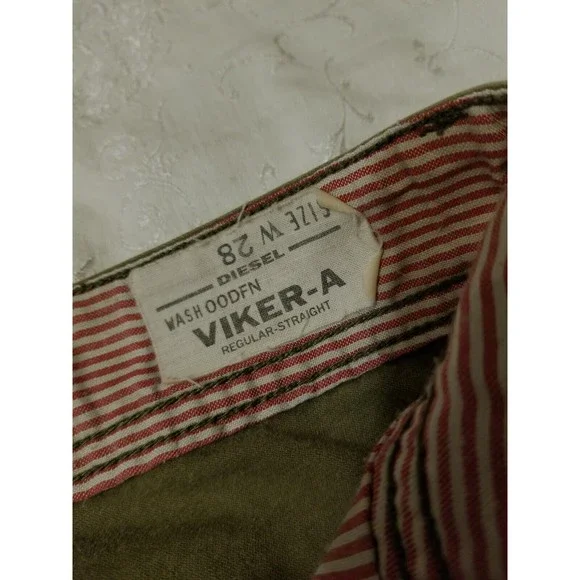 SIZE W 28
DIESEL
WASH OODFN
VIKER-A
REGULAR-STRAIGHT